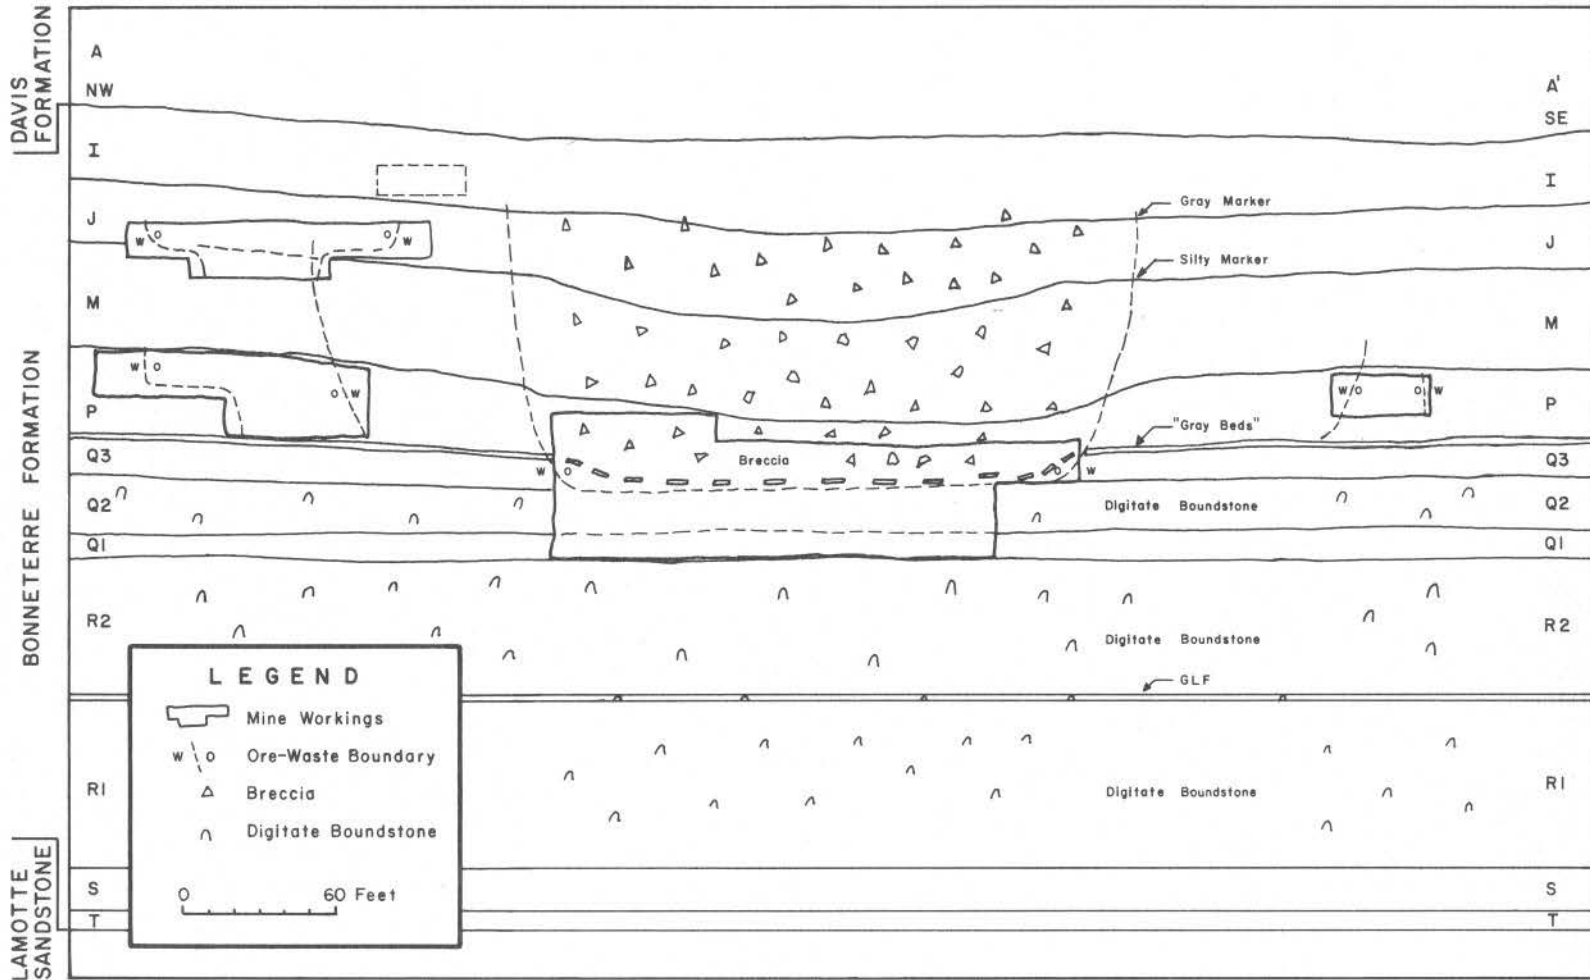 DAVIS
FORMATION
BONNETERRE FORMATION
LAMOTTE
SANDSTONE
A
NW
A'
SE
I
I
J
Gray Marker
J
W O
O W
Silty Marker
M
M
W O
O W
W O
O W
P
P
"Gray Beds"
Q3
W O
Breccia
O W
Q3
Q2
Digitate Boundstone
Q2
Q1
Q1
R2
Digitate Boundstone
R2
GLF
R1
Digitate Boundstone
R1
S
S
T
T
LEGEND
Mine Workings
W O Ore-Waste Boundary
Breccia
Digitate Boundstone
0 60 Feet